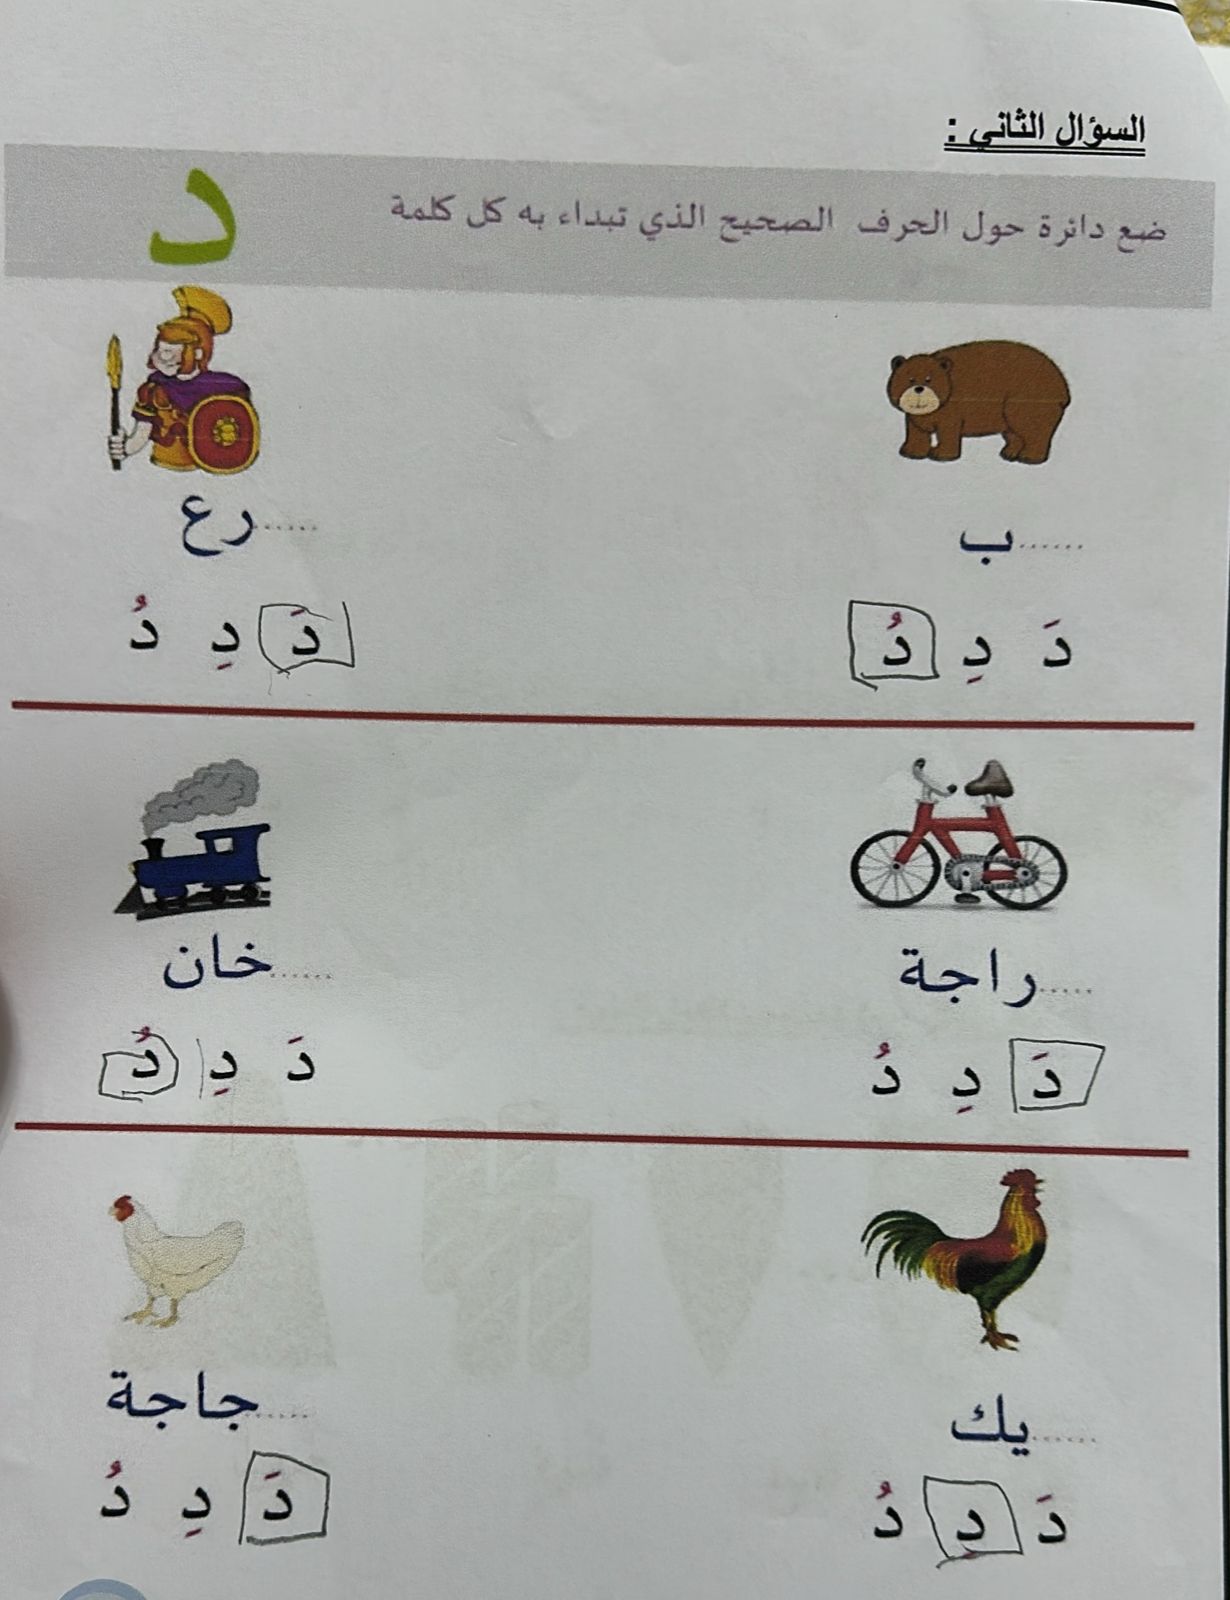 السؤال الثاني :
ضع دائرة حول الحرف الصحيح الذي تبداء به كل كلمة
د
......ب
......رع
دَ دِ دُ
دَ دِ دُ
......راجة
......خان
دَ دِ دُ
دَ دِ دُ
......يك
......جاجة
دَ دِ دُ
دَ دِ دُ